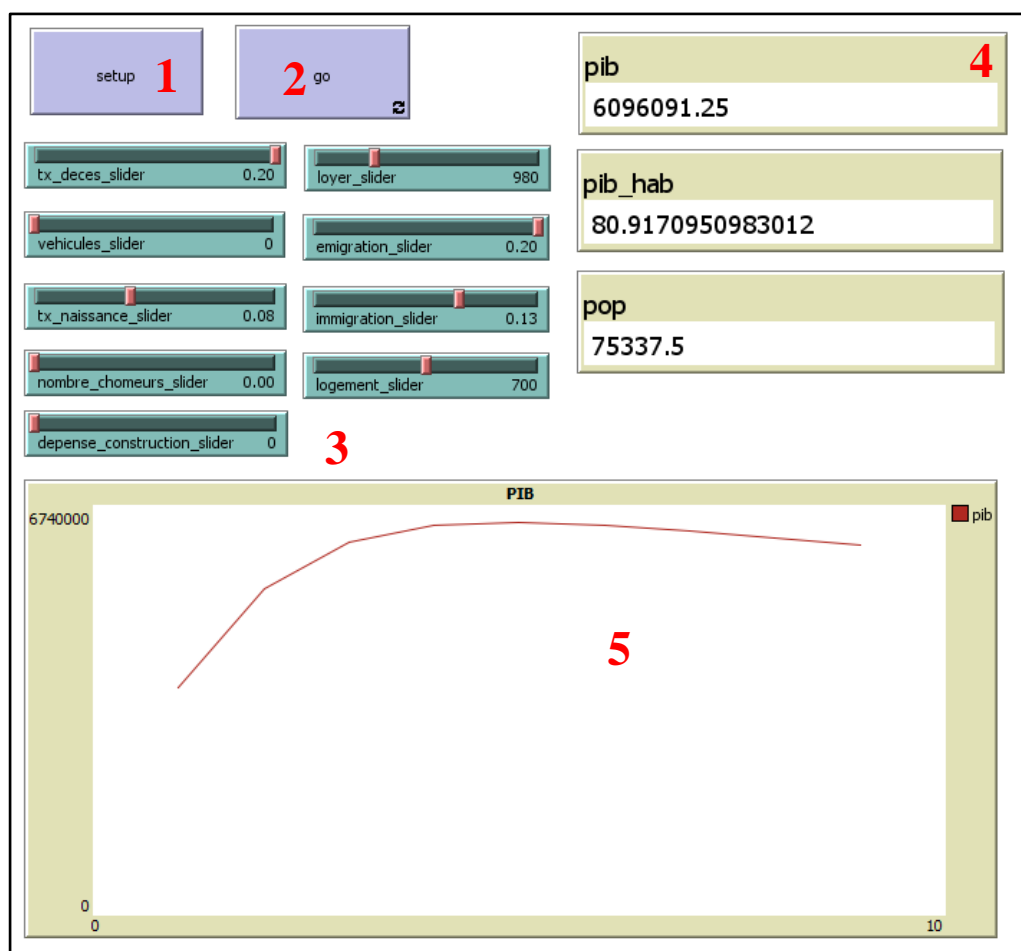 setup 1
2 go
pib 4
6096091.25
tx_deces_slider 0.20
loyer_slider 980
pib_hab
80.9170950983012
vehicules_slider 0
emigration_slider 0.20
tx_naissance_slider 0.08
immigration_slider 0.13
pop
75337.5
nombre_chomeurs_slider 0.00
logement_slider 700
depense_construction_slider 0
3
PIB
6740000
pib
5
0
0 10